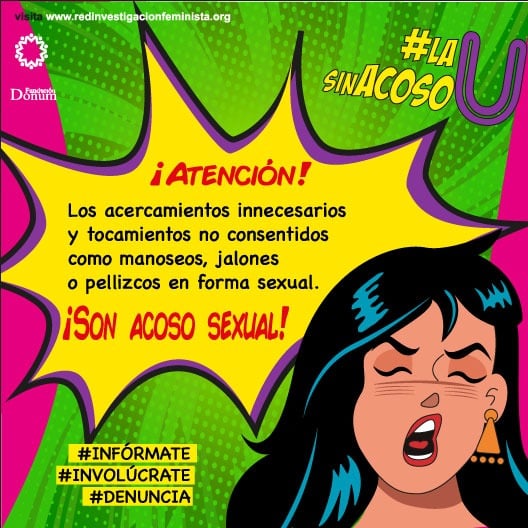 visita www.redinvestigacionfeminista.org
Fundación
Dōnum
#LA
SINACOSO U
¡ATENCIÓN!
Los acercamientos innecesarios
y tocamientos no consentidos
como manoseos, jalones
o pellizcos en forma sexual.
¡SON ACOSO SEXUAL!
#INFÓRMATE
#INVOLÚCRATE
#DENUNCIA